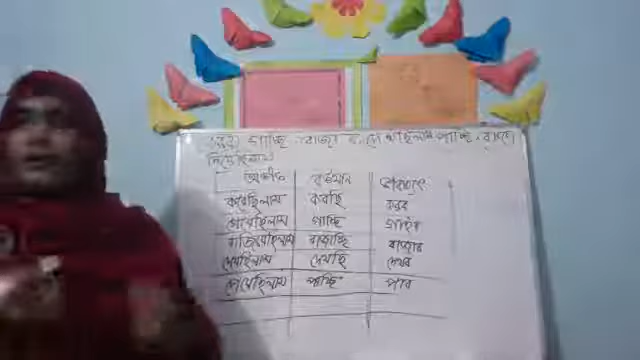 দিয়েছিলাম
অতীত বর্তমান ভবিষ্যৎ
করেছিলাম করছি করব
গেয়েছিলাম গাচ্ছি গাইব
বাজিয়েছিলাম বাজাচ্ছি বাজাব
দেখেছিলাম দেখছি দেখব
পেয়েছিলাম পাচ্ছি পাব